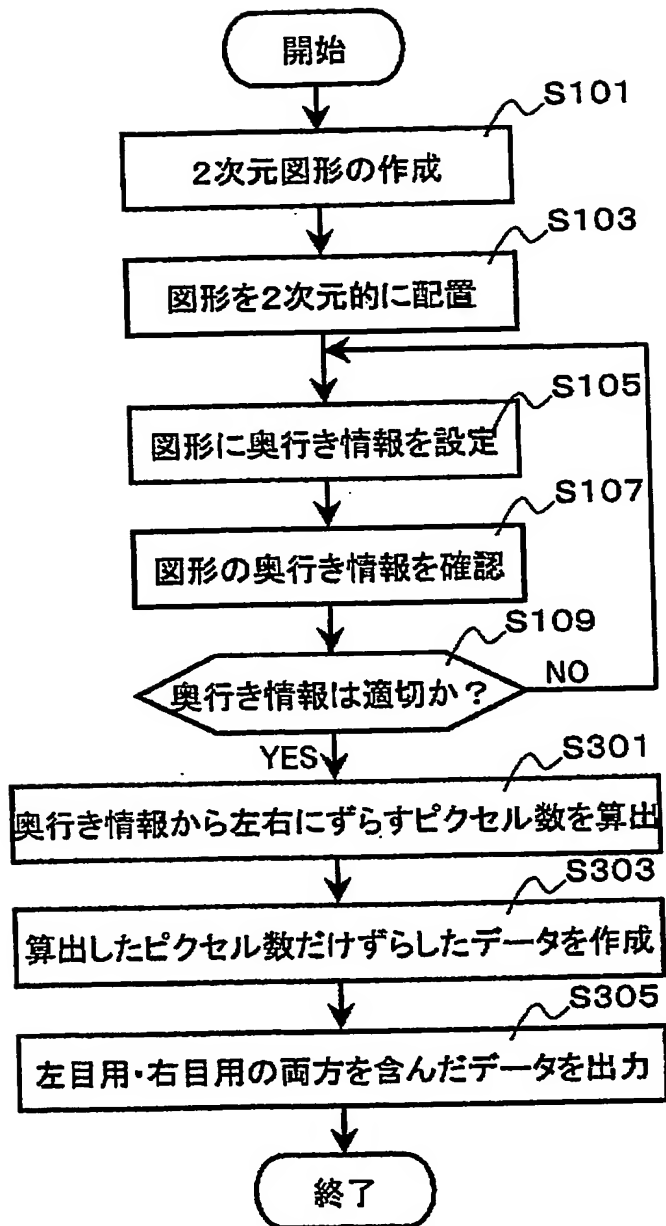 開始
S101
2次元図形の作成
S103
図形を2次元的に配置
S105
図形に奥行き情報を設定
S107
図形の奥行き情報を確認
S109
奥行き情報は適切か?
NO
YES
S301
奥行き情報から左右にずらすピクセル数を算出
S303
算出したピクセル数だけずらしたデータを作成
S305
左目用・右目用の両方を含んだデータを出力
終了